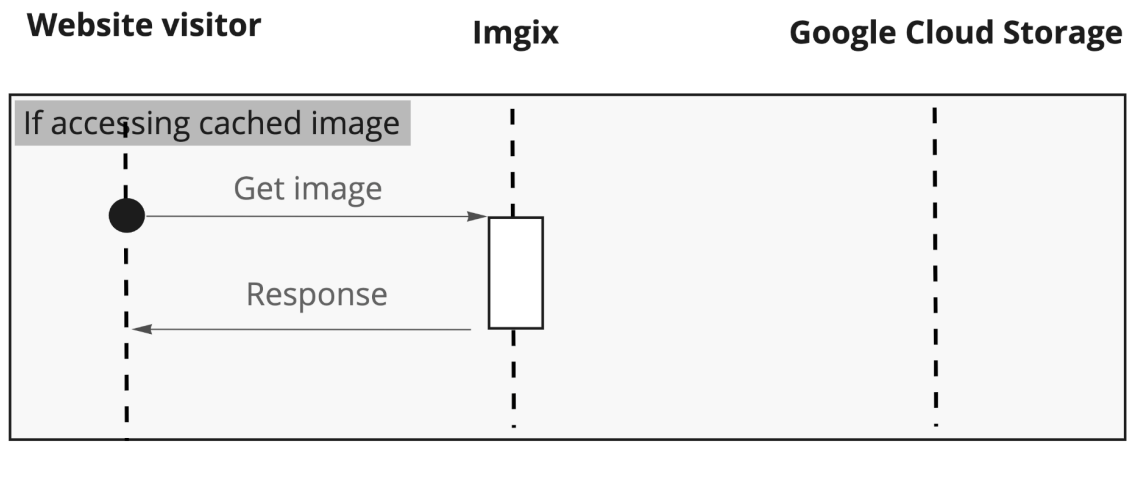 Website visitor
Imgix
Google Cloud Storage
If accessing cached image
Get image
Response